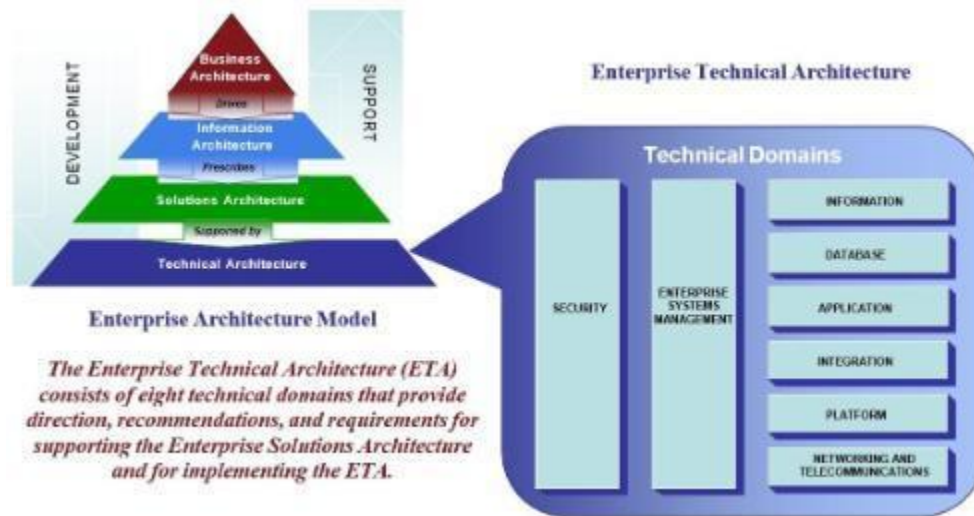 DEVELOPMENT
Business
Architecture
Drives
Information
Architecture
Prescribes
Solutions Architecture
Supported by
Technical Architecture
SUPPORT
Enterprise Architecture Model
The Enterprise Technical Architecture (ETA)
consists of eight technical domains that provide
direction, recommendations, and requirements for
supporting the Enterprise Solutions Architecture
and for implementing the ETA.
Enterprise Technical Architecture
Technical Domains
SECURITY
ENTERPRISE
SYSTEMS
MANAGEMENT
INFORMATION
DATABASE
APPLICATION
INTEGRATION
PLATFORM
NETWORKING AND
TELECOMMUNICATIONS